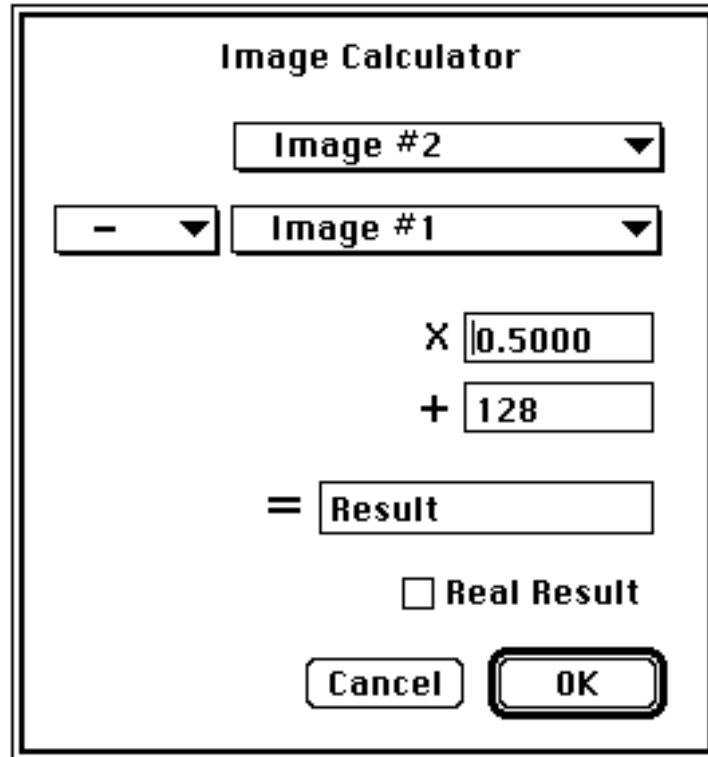 Image Calculator
Image #2
– Image #1
X 0.5000
+ 128
= Result
Real Result
Cancel OK